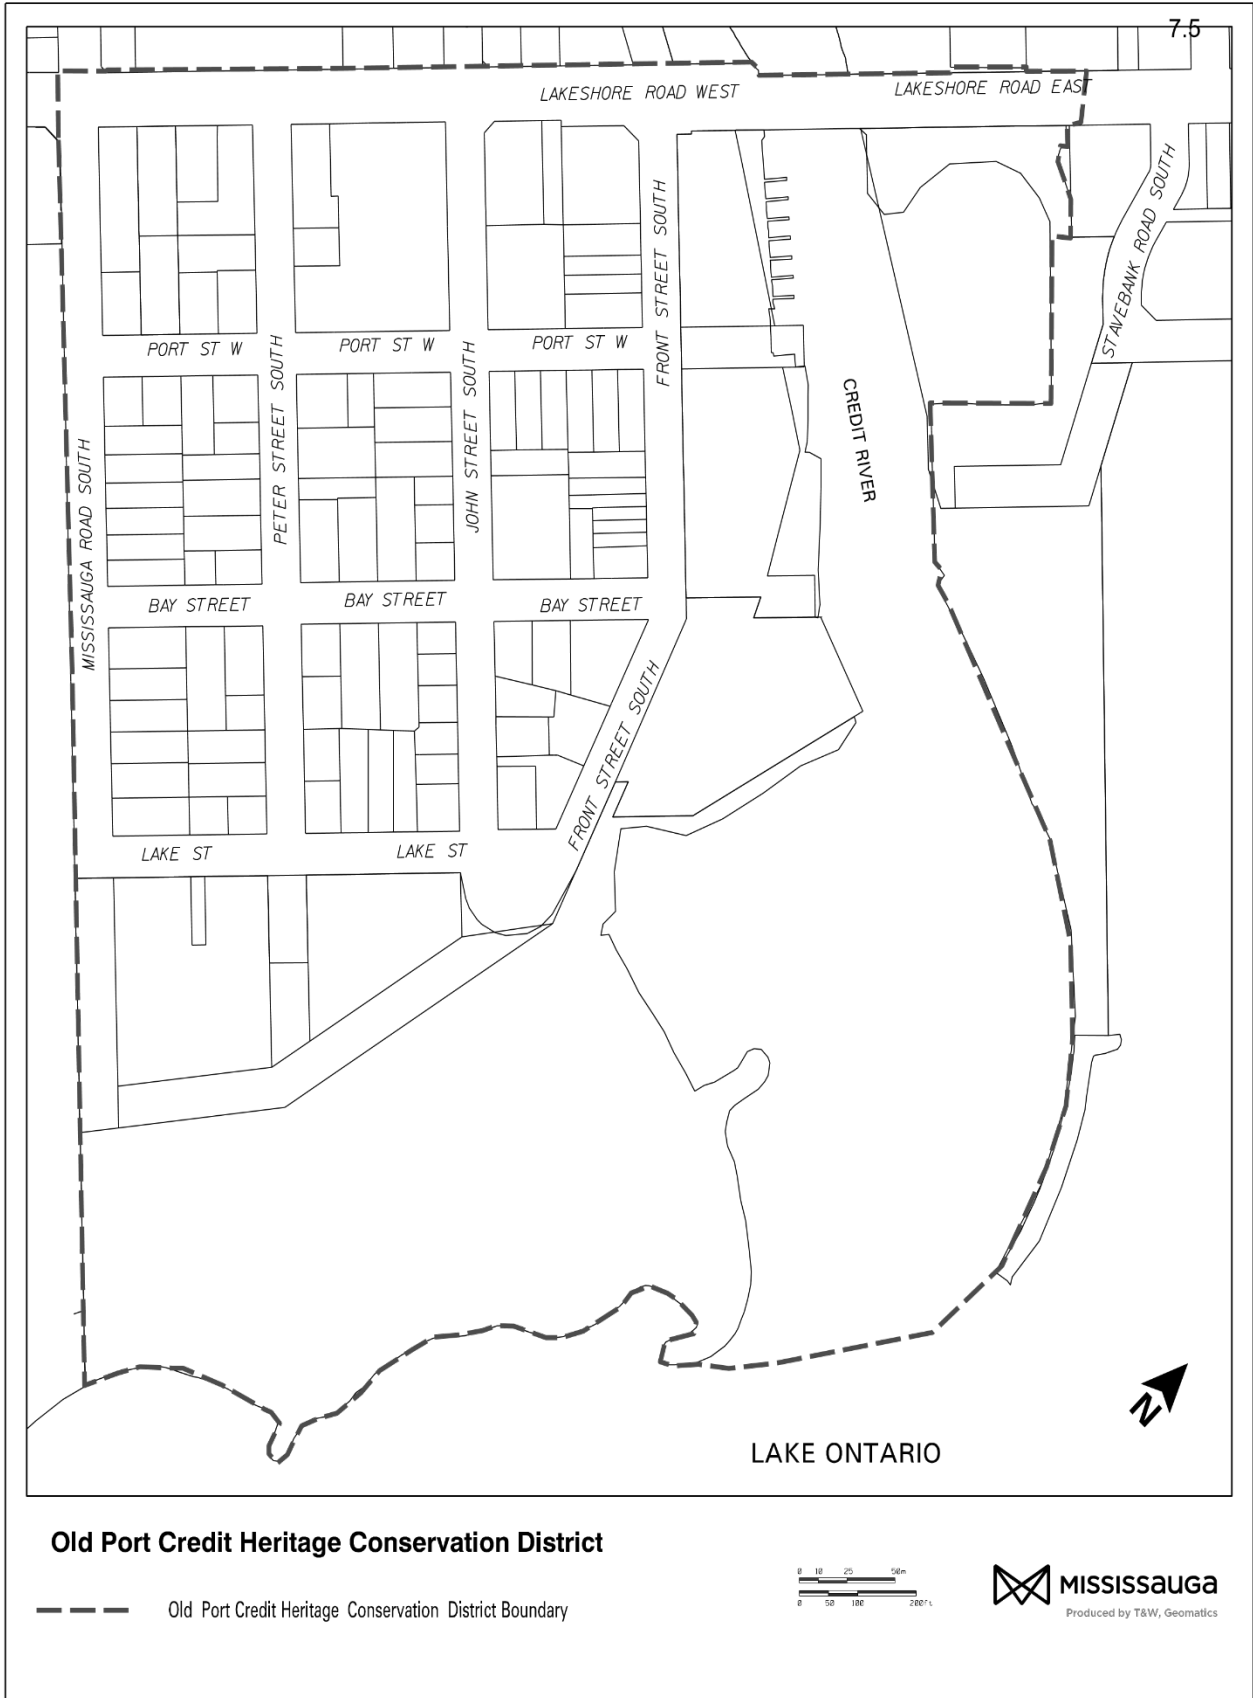 7.5
LAKESHORE ROAD WEST
LAKESHORE ROAD EAST
STAVEBANK ROAD SOUTH
FRONT STREET SOUTH
PORT ST W
PORT ST W
PORT ST W
MISSISSAUGA ROAD SOUTH
PETER STREET SOUTH
JOHN STREET SOUTH
CREDIT RIVER
BAY STREET
BAY STREET
BAY STREET
FRONT STREET SOUTH
LAKE ST
LAKE ST
N
LAKE ONTARIO
Old Port Credit Heritage Conservation District
Old Port Credit Heritage Conservation District Boundary
0 10 25 50m
0 50 100 200ft
MISSISSAUGA
Produced by T&W, Geomatics